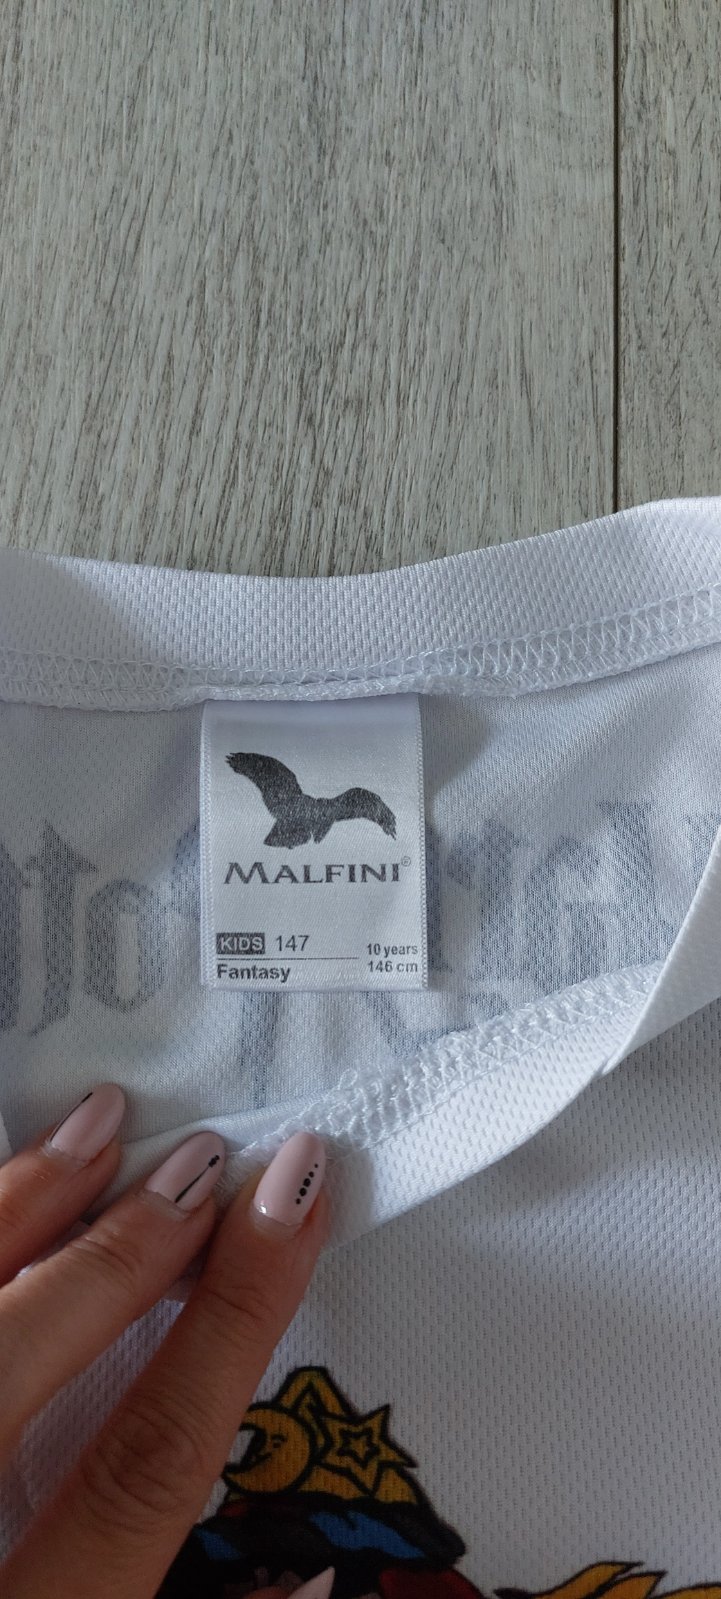 MALFINI®
KIDS 147
Fantasy
10 years
146 cm